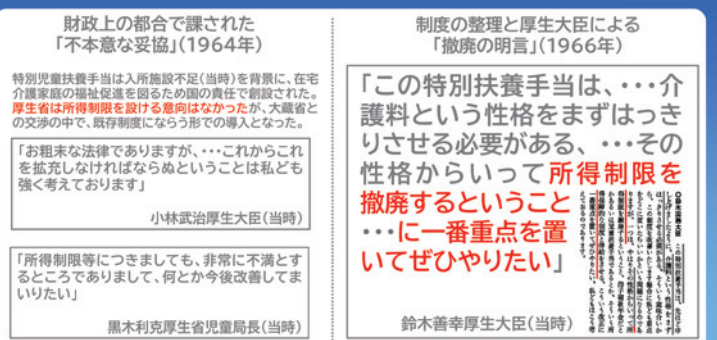 財政上の都合で課された
「不本意な妥協」(1964年)
特別児童扶養手当は入所施設不足(当時)を背景に、在宅
介護家庭の福祉促進を図るため国の責任で創設された。
厚生省は所得制限を設ける意向はなかったが、大蔵省と
の交渉の中で、既存制度にならう形での導入となった。
「お粗末な法律でありますが、・・・これからこれ
を拡充しなければならぬということは私ども
強く考えております」
小林武治厚生大臣(当時)
「所得制限等につきましても、非常に不満とす
るところでありまして、何とか今後改善してま
いりたい」
黒木利克厚生省児童局長(当時)
制度の整理と厚生大臣による
「撤廃の明言」(1966年)
「この特別扶養手当は、・・・介
護料という性格をまずはっき
りさせる必要がある、・・・その
性格からいって所得制限を
撤廃するということ
・・・に一番重点を置
いてぜひやりたい」
鈴木善幸厚生大臣(当時)